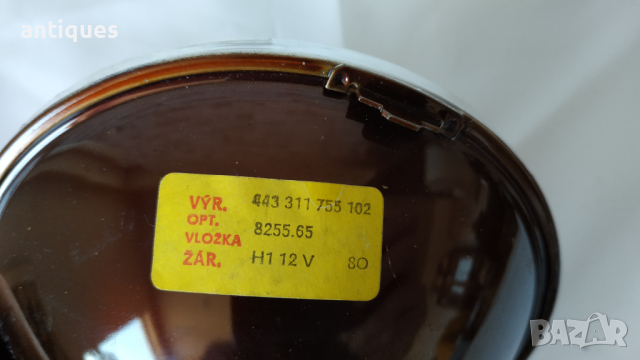 antiques
VÝR. 443 311 755 102
OPT.
VLOŽKA 8255.65
ŽÁR. H1 12 V 80
BAZAR